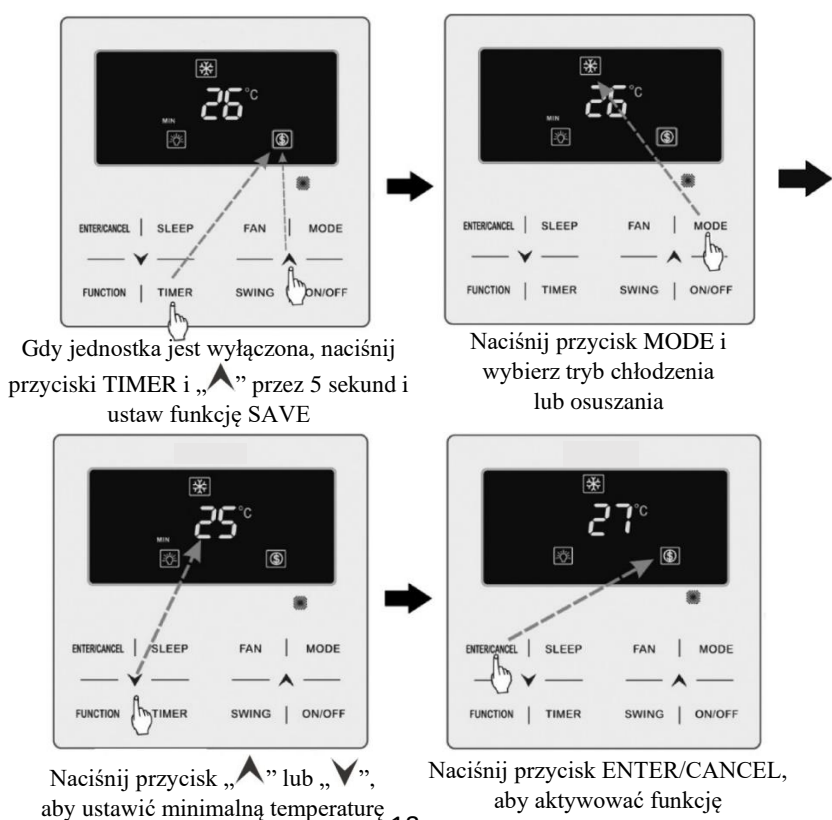 26°C
MIN
ENTER/CANCEL | SLEEP FAN | MODE
FUNCTION | TIMER SWING | ON/OFF
Gdy jednostka jest wyłączona, naciśnij
przyciski TIMER i „∧” przez 5 sekund i
ustaw funkcję SAVE
26°C
MIN
ENTER/CANCEL | SLEEP FAN | MODE
FUNCTION | TIMER SWING | ON/OFF
Naciśnij przycisk MODE i
wybierz tryb chłodzenia
lub osuszania
25°C
MIN
ENTER/CANCEL | SLEEP FAN | MODE
FUNCTION | TIMER SWING | ON/OFF
Naciśnij przycisk „∧” lub „∨”,
aby ustawić minimalną temperaturę
27°C
ENTER/CANCEL | SLEEP FAN | MODE
FUNCTION | TIMER SWING | ON/OFF
Naciśnij przycisk ENTER/CANCEL,
aby aktywować funkcję